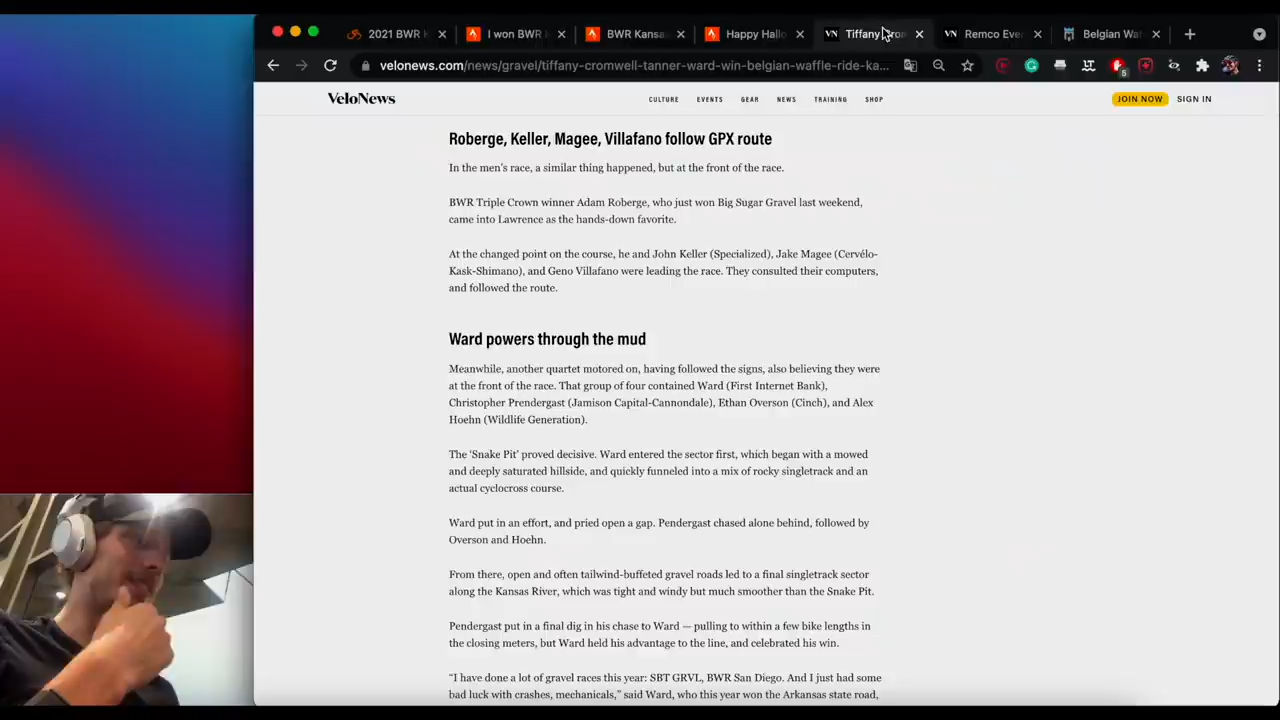 2021 BWR K
I won BWR
BWR Kansa
Happy Hallo
Tiffany Crom
Remco Eve
Belgian Waf
velonews.com/news/gravel/tiffany-cromwell-tanner-ward-win-belgian-waffle-ride-ka...
5
VeloNews
CULTURE EVENTS GEAR NEWS TRAINING SHOP
JOIN NOW SIGN IN
Roberge, Keller, Magee, Villafano follow GPX route
In the men's race, a similar thing happened, but at the front of the race.
BWR Triple Crown winner Adam Roberge, who just won Big Sugar Gravel last weekend,
came into Lawrence as the hands-down favorite.
At the changed point on the course, he and John Keller (Specialized), Jake Magee (Cervélo-
Kask-Shimano), and Geno Villafano were leading the race. They consulted their computers,
and followed the route.
Ward powers through the mud
Meanwhile, another quartet motored on, having followed the signs, also believing they were
at the front of the race. That group of four contained Ward (First Internet Bank),
Christopher Prendergast (Jamison Capital-Cannondale), Ethan Overson (Cinch), and Alex
Hoehn (Wildlife Generation).
The ‘Snake Pit’ proved decisive. Ward entered the sector first, which began with a mowed
and deeply saturated hillside, and quickly funneled into a mix of rocky singletrack and an
actual cyclocross course.
Ward put in an effort, and pried open a gap. Pendergast chased alone behind, followed by
Overson and Hoehn.
From there, open and often tailwind-buffeted gravel roads led to a final singletrack sector
along the Kansas River, which was tight and windy but much smoother than the Snake Pit.
Pendergast put in a final dig in his chase to Ward — pulling to within a few bike lengths in
the closing meters, but Ward held his advantage to the line, and celebrated his win.
“I have done a lot of gravel races this year: SBT GRVL, BWR San Diego. And I just had some
bad luck with crashes, mechanicals,” said Ward, who this year won the Arkansas state road,